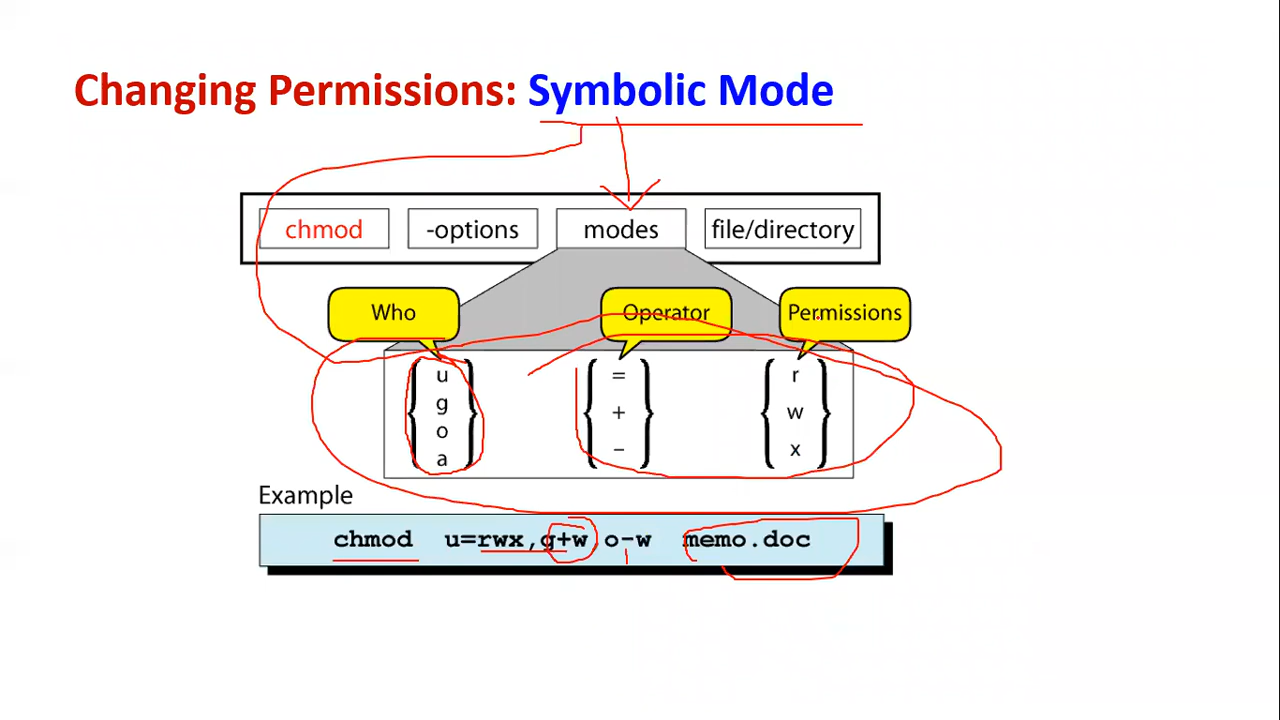 Changing Permissions: Symbolic Mode
chmod -options modes file/directory
Who Operator Permissions
u = r
g + w
o – x
a
Example
chmod u=rwx,g+w,o-w memo.doc